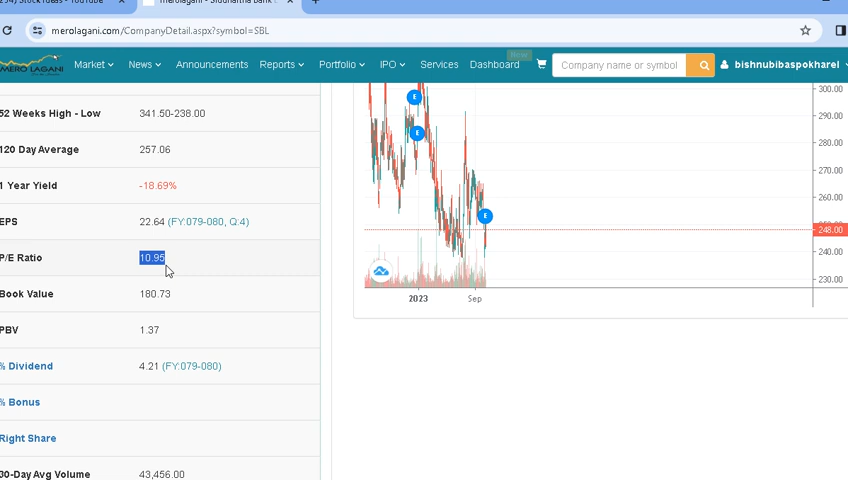 merolagani - Siddhartha Bank
merolagani.com/CompanyDetail.aspx?symbol=SBL
MERO LAGANI
Market
News
Announcements
Reports
Portfolio
IPO
Services
Dashboard
New
Company name or symbol
bishnubibaspokharel
52 Weeks High - Low 341.50-238.00
120 Day Average 257.06
1 Year Yield -18.69%
EPS 22.64 (FY:079-080, Q:4)
P/E Ratio 10.95
Book Value 180.73
PBV 1.37
% Dividend 4.21 (FY:079-080)
% Bonus
Right Share
30-Day Avg Volume 43,456.00
E
E
E
300.00
290.00
280.00
270.00
260.00
248.00
240.00
230.00
2023
Sep